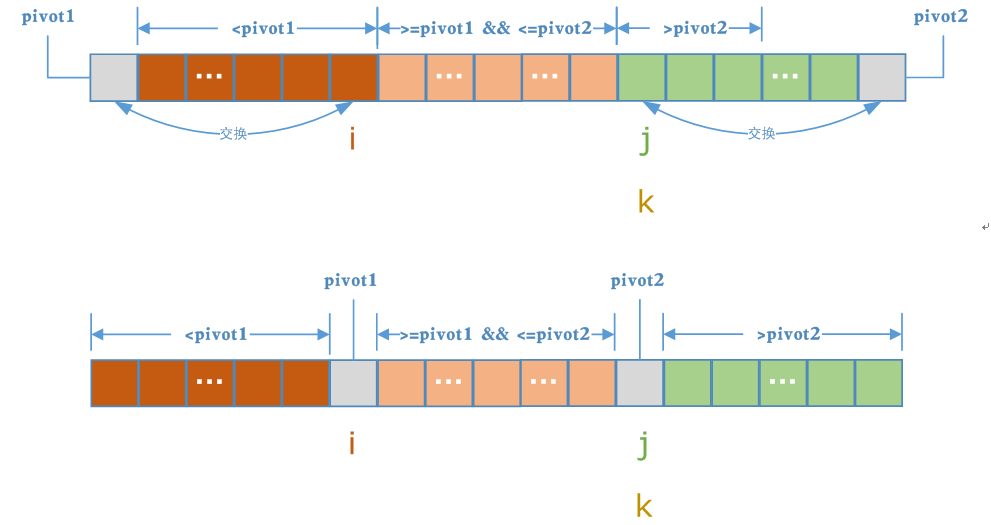 pivot1
<pivot1
>=pivot1 && <=pivot2
>pivot2
pivot2
...
...
...
...
交换
交换
i
j
k
↵
pivot1
pivot2
<pivot1
>=pivot1 && <=pivot2
>pivot2
...
...
...
...
i
j
k